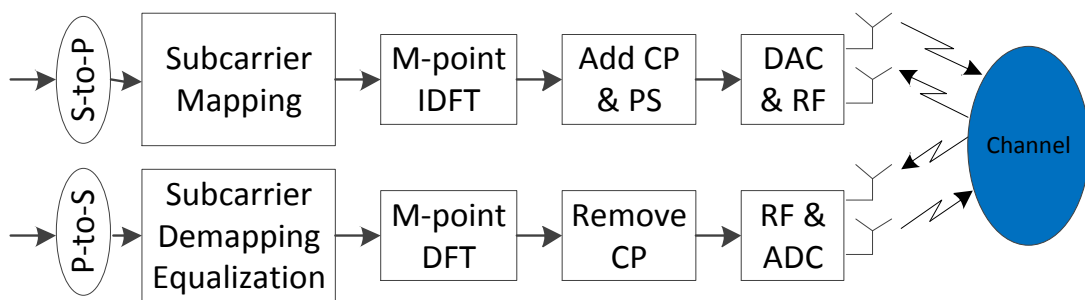 S-to-P
Subcarrier
Mapping
M-point
IDFT
Add CP
& PS
DAC
& RF
Channel
P-to-S
Subcarrier
Demapping
Equalization
M-point
DFT
Remove
CP
RF &
ADC